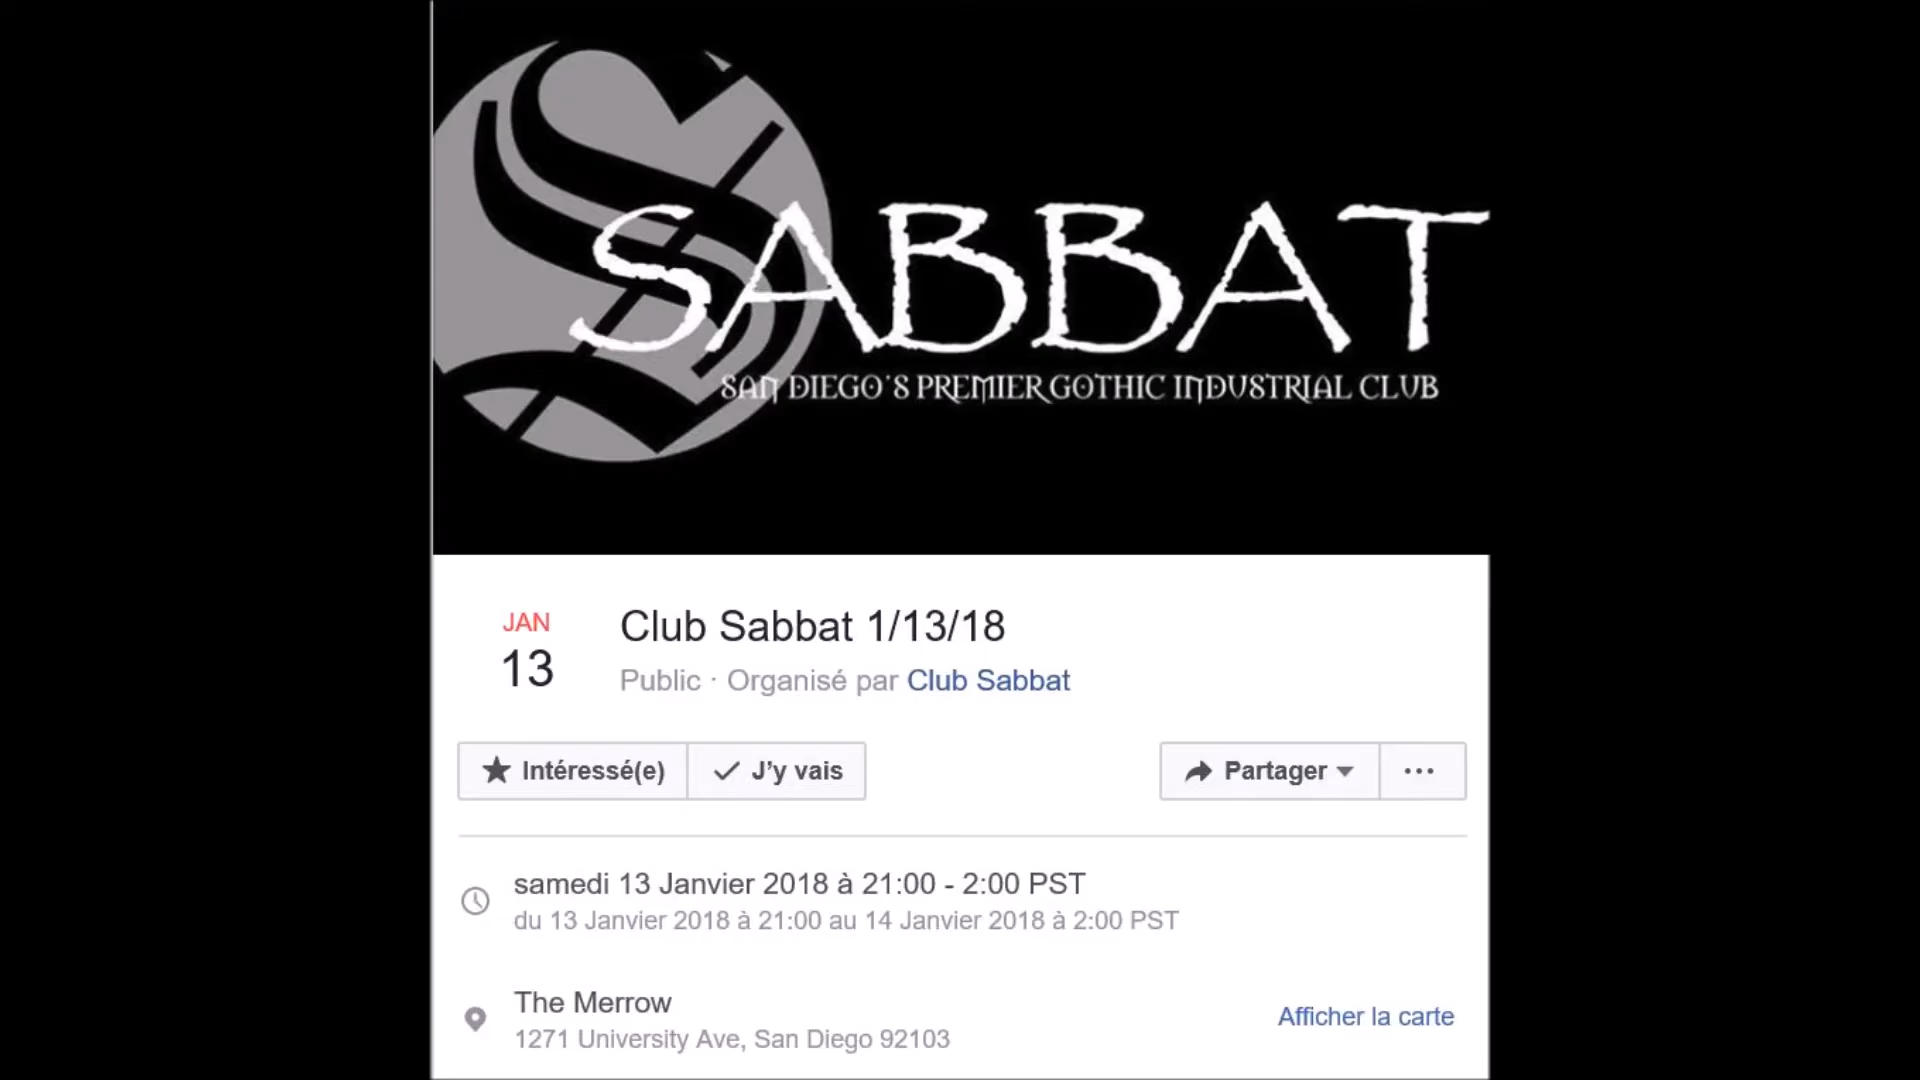 SABBAT
SAN DIEGO'S PREMIER GOTHIC INDUSTRIAL CLUB
JAN
13
Club Sabbat 1/13/18
Public · Organisé par Club Sabbat
Intéressé(e)
J’y vais
Partager
samedi 13 Janvier 2018 à 21:00 - 2:00 PST
du 13 Janvier 2018 à 21:00 au 14 Janvier 2018 à 2:00 PST
The Merrow
1271 University Ave, San Diego 92103
Afficher la carte